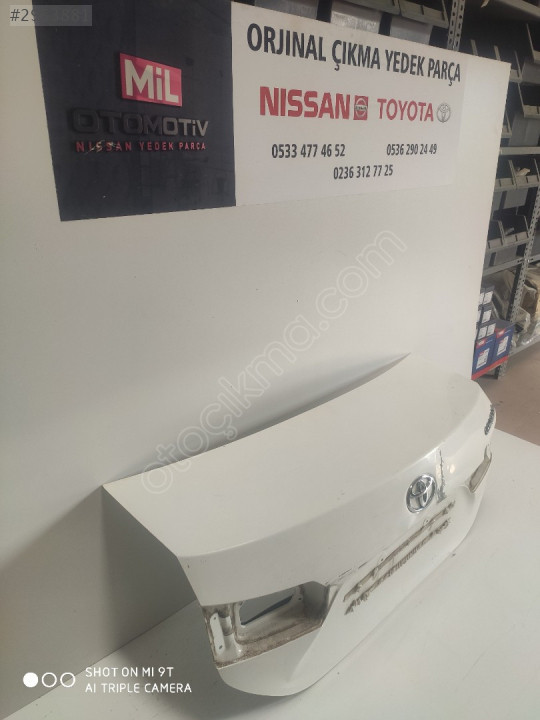 MiL
OTOMOTiV
NISSAN YEDEK PARÇA
ORJINAL ÇIKMA YEDEK PARÇA
NISSAN TOYOTA
0533 477 46 52 0536 290 24 49
0236 312 77 25
otoçıkma.com
SHOT ON MI 9T
AI TRIPLE CAMERA